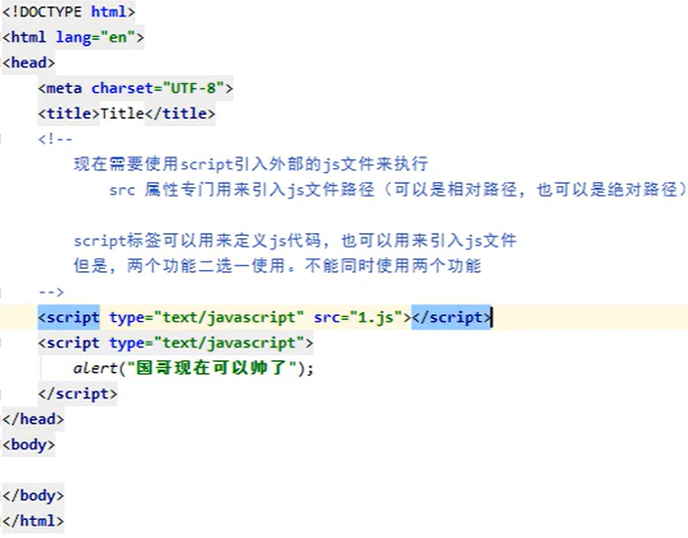 <!DOCTYPE html>
<html lang="en">
<head>
    <meta charset="UTF-8">
    <title>Title</title>
    <!--
        现在需要使用script引入外部的js文件来执行
            src 属性专门用来引入js文件路径（可以是相对路径，也可以是绝对路径）
        script标签可以用来定义js代码，也可以用来引入js文件
        但是，两个功能二选一使用。不能同时使用两个功能
    -->
    <script type="text/javascript" src="1.js"></script>
    <script type="text/javascript">
        alert("国哥现在可以帅了");
    </script>
</head>
<body>
</body>
</html>